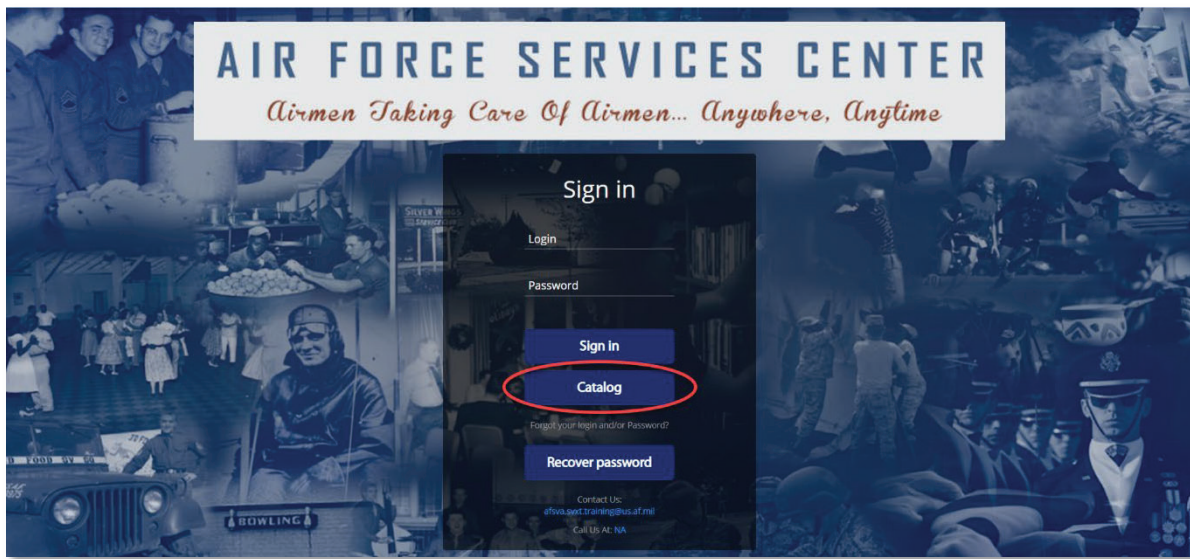 AIR FORCE SERVICES CENTER
Airmen Taking Care Of Airmen... Anywhere, Anytime
Sign in
SILVER WINGS
SERVICE CLUB
Login
Password
Sign in
Catalog
Forgot your login and/or Password?
Recover password
Contact Us:
afsva.svxt.training@us.af.mil
Call Us At: NA
BOWLING